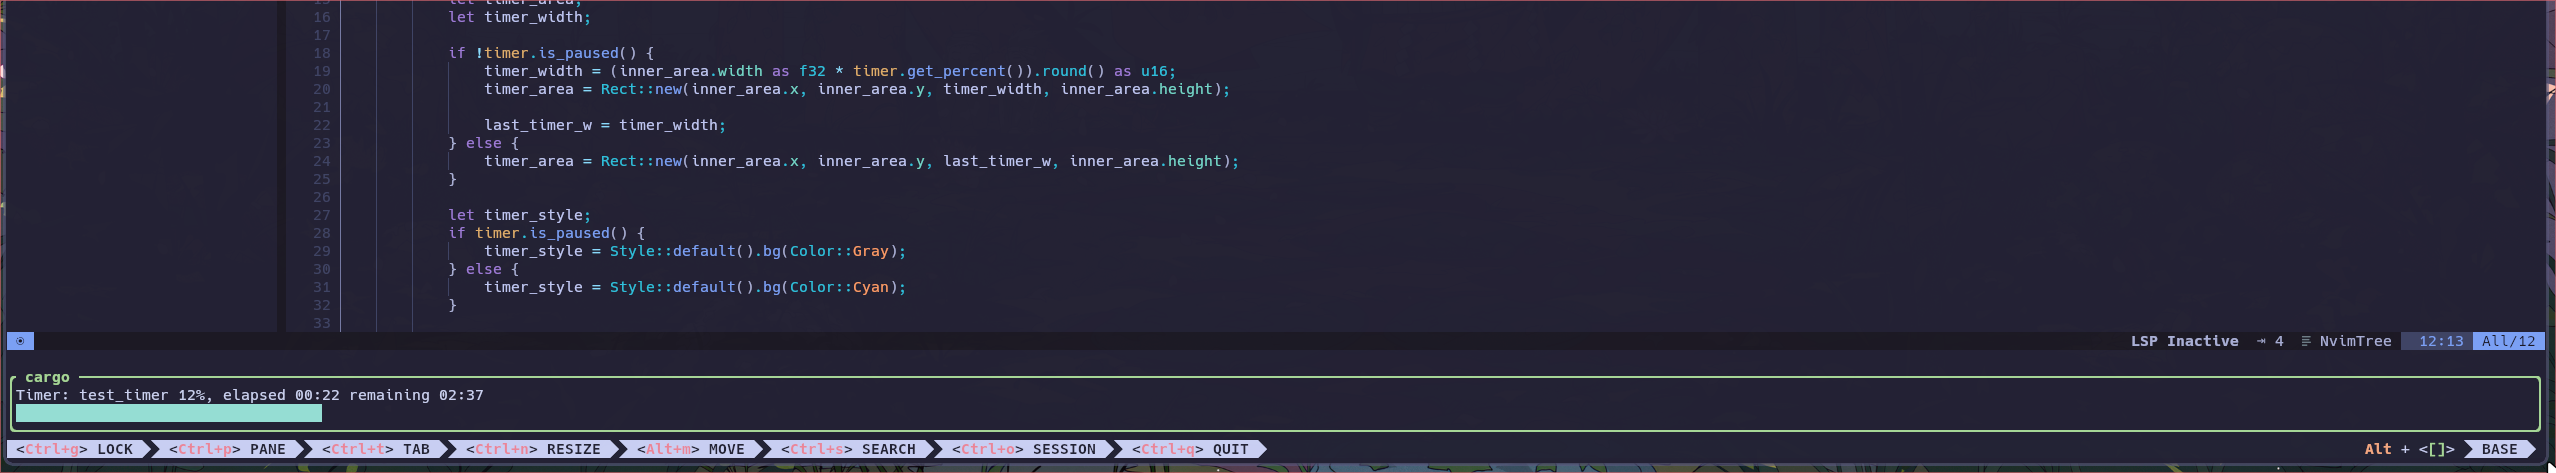 15 let timer_area;
16 let timer_width;
17
18 if !timer.is_paused() {
19 timer_width = (inner_area.width as f32 * timer.get_percent()).round() as u16;
20 timer_area = Rect::new(inner_area.x, inner_area.y, timer_width, inner_area.height);
21
22 last_timer_w = timer_width;
23 } else {
24 timer_area = Rect::new(inner_area.x, inner_area.y, last_timer_w, inner_area.height);
25 }
26
27 let timer_style;
28 if timer.is_paused() {
29 timer_style = Style::default().bg(Color::Gray);
30 } else {
31 timer_style = Style::default().bg(Color::Cyan);
32 }
33
LSP Inactive ⇥ 4 NvimTree 12:13 All/12
cargo
Timer: test_timer 12%, elapsed 00:22 remaining 02:37
<Ctrl+g> LOCK <Ctrl+p> PANE <Ctrl+t> TAB <Ctrl+n> RESIZE <Alt+m> MOVE <Ctrl+s> SEARCH <Ctrl+o> SESSION <Ctrl+q> QUIT Alt + <[]> BASE